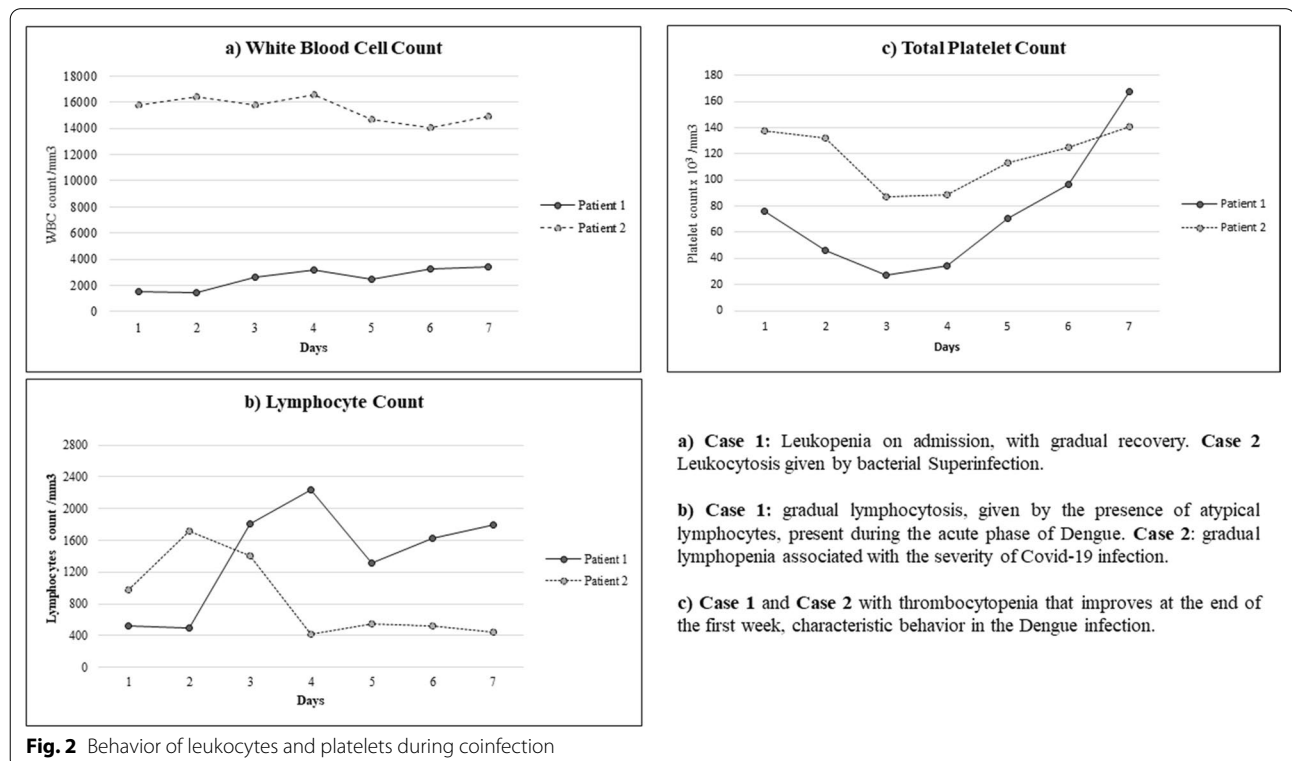 a) White Blood Cell Count
18000
16000
14000
12000
10000
8000
6000
4000
2000
0
WBC count /mm3
1 2 3 4 5 6 7
Days
Patient 1
Patient 2
c) Total Platelet Count
180
160
140
120
100
80
60
40
20
0
Platelet count x 10³ /mm3
1 2 3 4 5 6 7
Days
Patient 1
Patient 2
b) Lymphocyte Count
2800
2400
2000
1600
1200
800
400
0
Lymphocytes count /mm3
1 2 3 4 5 6 7
Days
Patient 1
Patient 2
a) Case 1: Leukopenia on admission, with gradual recovery. Case 2
Leukocytosis given by bacterial Superinfection.
b) Case 1: gradual lymphocytosis, given by the presence of atypical
lymphocytes, present during the acute phase of Dengue. Case 2: gradual
lymphopenia associated with the severity of Covid-19 infection.
c) Case 1 and Case 2 with thrombocytopenia that improves at the end of
the first week, characteristic behavior in the Dengue infection.
Fig. 2 Behavior of leukocytes and platelets during coinfection